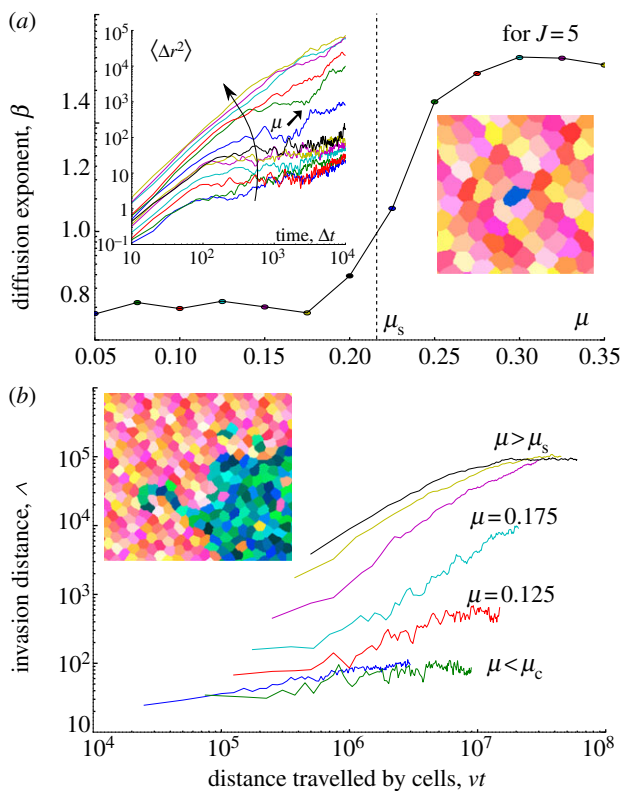 (a)
for J = 5
⟨Δr²⟩
10⁵
10⁴
10³
10²
10
1
10⁻¹
μ
10
10²
10³
10⁴
time, Δt
1.4
1.2
1.0
0.8
diffusion exponent, β
μs
μ
0.05
0.10
0.15
0.20
0.25
0.30
0.35
(b)
10⁵
10⁴
10³
10²
10
invasion distance, ^
μ > μs
μ = 0.175
μ = 0.125
μ < μc
10⁴
10⁵
10⁶
10⁷
10⁸
distance travelled by cells, vt